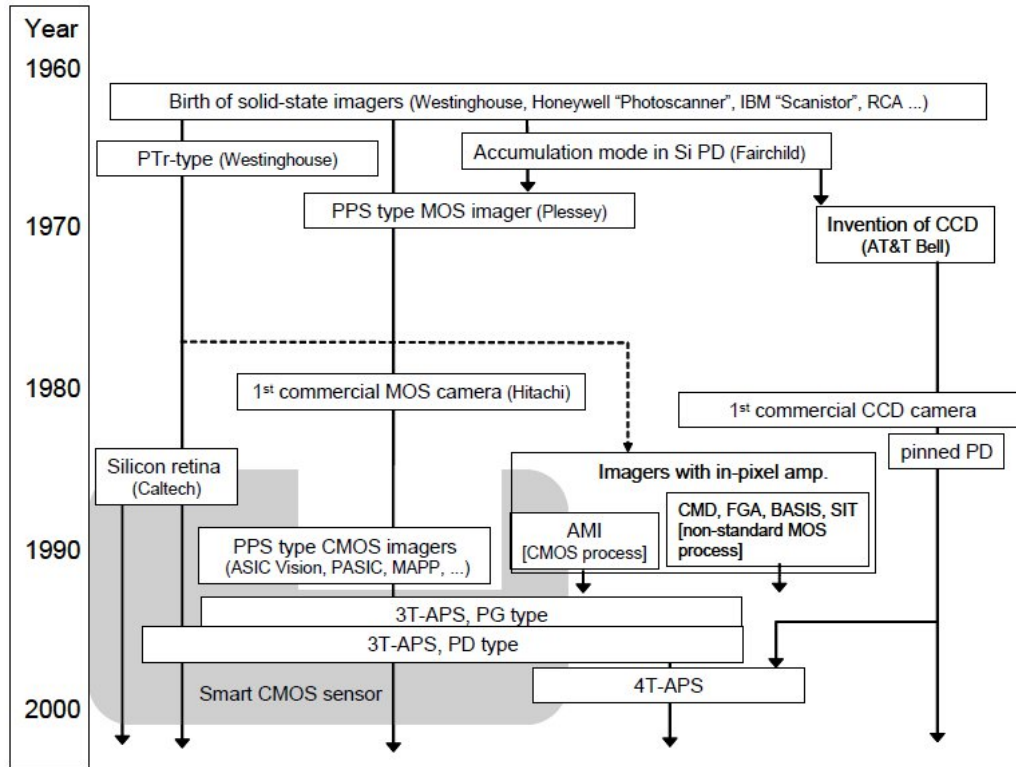 Year
1960
Birth of solid-state imagers (Westinghouse, Honeywell “Photoscanner”, IBM “Scanistor”, RCA ...)
PTr-type (Westinghouse)
Accumulation mode in Si PD (Fairchild)
PPS type MOS imager (Plessey)
1970
Invention of CCD
(AT&T Bell)
1980
1st commercial MOS camera (Hitachi)
1st commercial CCD camera
pinned PD
Silicon retina
(Caltech)
Imagers with in-pixel amp.
CMD, FGA, BASIS, SIT
[non-standard MOS
process]
AMI
[CMOS process]
1990
PPS type CMOS imagers
(ASIC Vision, PASIC, MAPP, ...)
3T-APS, PG type
3T-APS, PD type
4T-APS
Smart CMOS sensor
2000